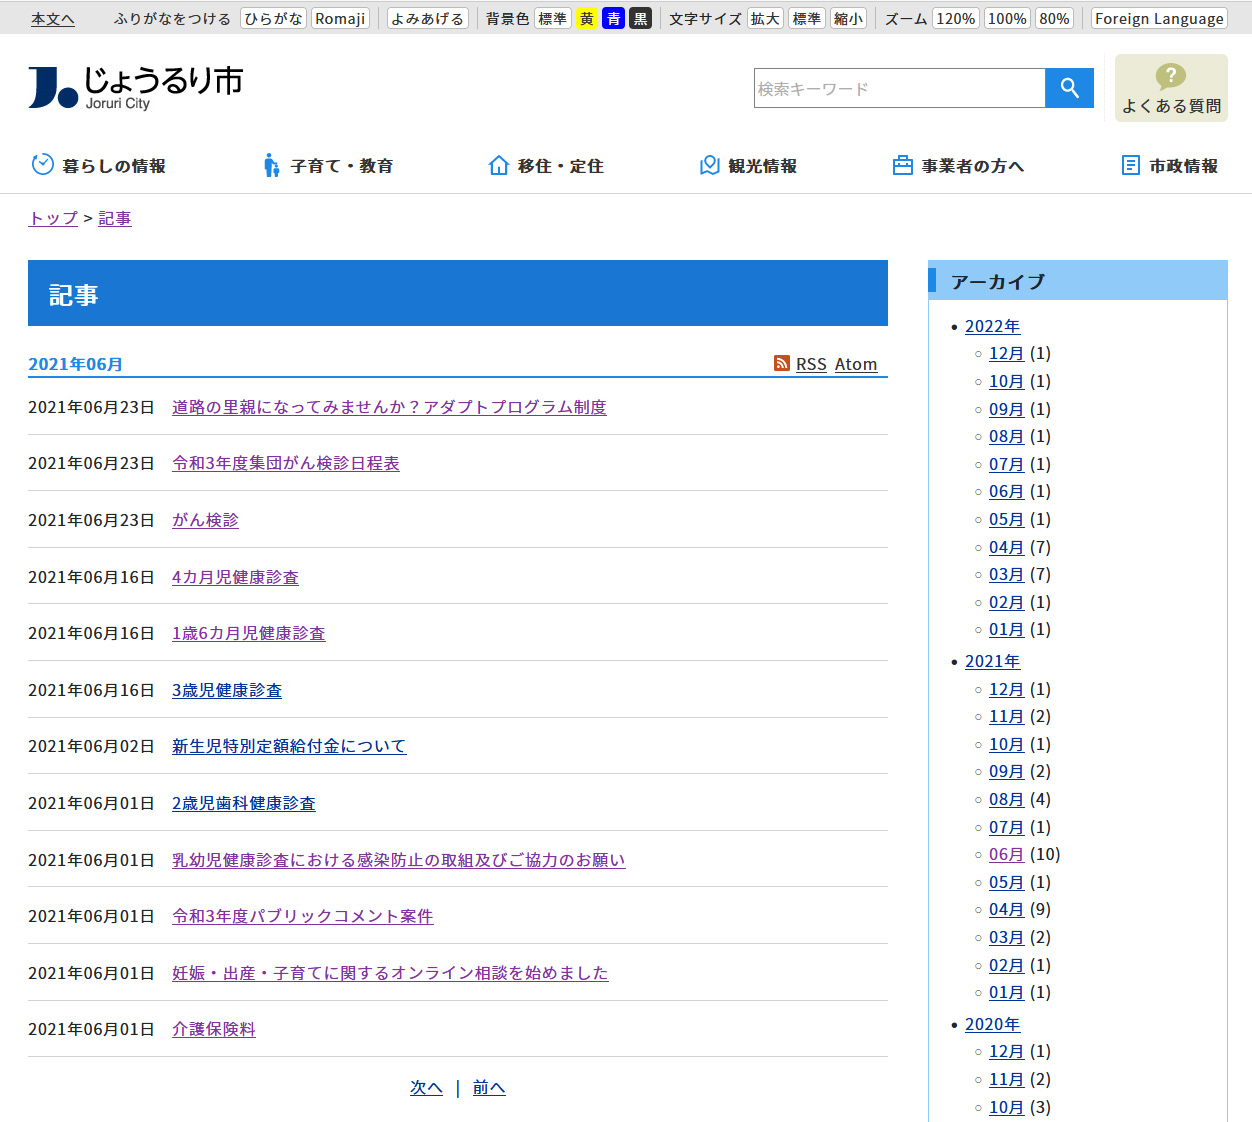 本文へ ふりがなをつける ひらがな Romaji よみあげる 背景色 標準 黄 青 黒 文字サイズ 拡大 標準 縮小 ズーム 120% 100% 80% Foreign Language
じょうるり市
Joruri City
検索キーワード
?
よくある質問
暮らしの情報 子育て・教育 移住・定住 観光情報 事業者の方へ 市政情報
トップ > 記事
記事
2021年06月 RSS Atom
2021年06月23日 道路の里親になってみませんか？アダプトプログラム制度
2021年06月23日 令和3年度集団がん検診日程表
2021年06月23日 がん検診
2021年06月16日 4カ月児健康診査
2021年06月16日 1歳6カ月児健康診査
2021年06月16日 3歳児健康診査
2021年06月02日 新生児特別定額給付金について
2021年06月01日 2歳児歯科健康診査
2021年06月01日 乳幼児健康診査における感染防止の取組及びご協力のお願い
2021年06月01日 令和3年度パブリックコメント案件
2021年06月01日 妊娠・出産・子育てに関するオンライン相談を始めました
2021年06月01日 介護保険料
次へ | 前へ
アーカイブ
2022年
12月 (1)
10月 (1)
09月 (1)
08月 (1)
07月 (1)
06月 (1)
05月 (1)
04月 (7)
03月 (7)
02月 (1)
01月 (1)
2021年
12月 (1)
11月 (2)
10月 (1)
09月 (2)
08月 (4)
07月 (1)
06月 (10)
05月 (1)
04月 (9)
03月 (2)
02月 (1)
01月 (1)
2020年
12月 (1)
11月 (2)
10月 (3)